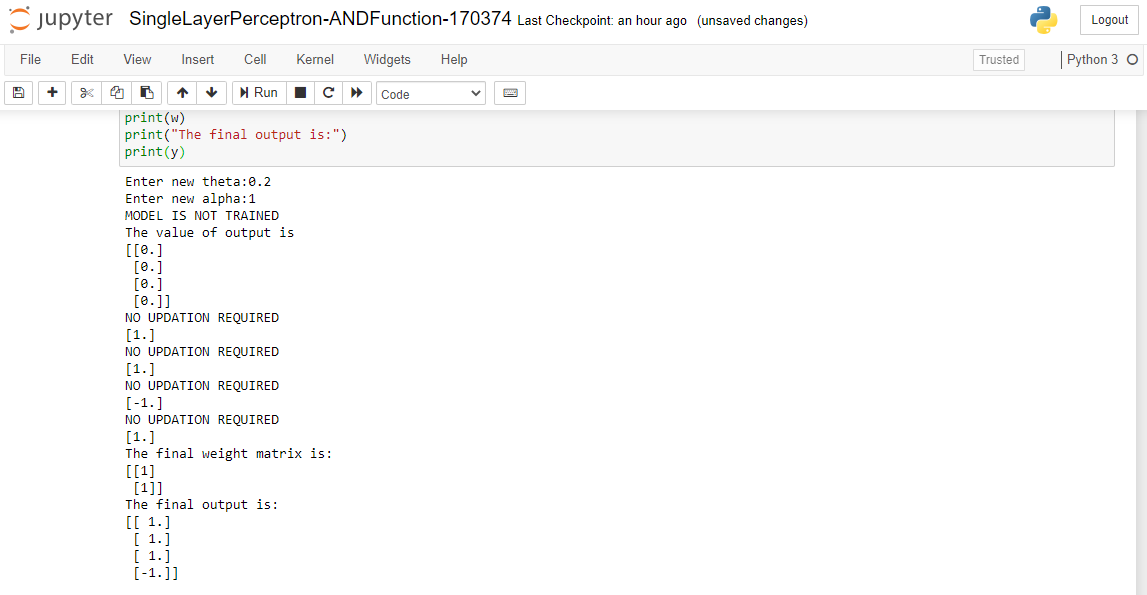 jupyter SingleLayerPerceptron-ANDFunction-170374 Last Checkpoint: an hour ago (unsaved changes) Logout
File Edit View Insert Cell Kernel Widgets Help Trusted Python 3
Run Code
print(w)
print("The final output is:")
print(y)
Enter new theta:0.2
Enter new alpha:1
MODEL IS NOT TRAINED
The value of output is
[[0.]
[0.]
[0.]
[0.]]
NO UPDATION REQUIRED
[1.]
NO UPDATION REQUIRED
[1.]
NO UPDATION REQUIRED
[-1.]
NO UPDATION REQUIRED
[1.]
The final weight matrix is:
[[1]
[1]]
The final output is:
[[ 1.]
[ 1.]
[ 1.]
[-1.]]